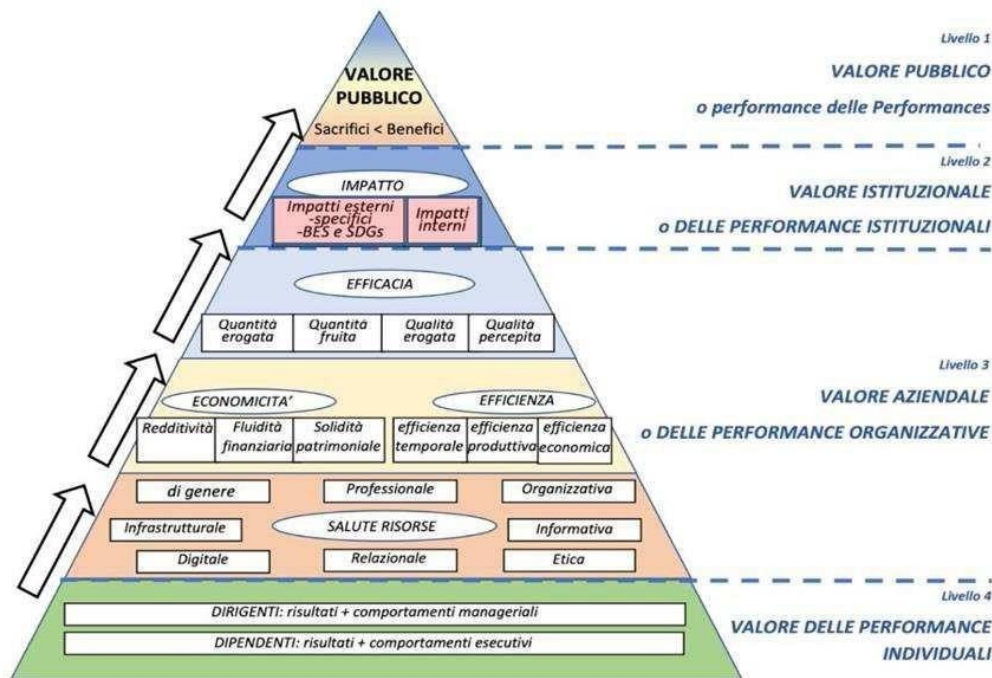 Livello 1
VALORE PUBBLICO
o performance delle Performances
VALORE
PUBBLICO
Sacrifici < Benefici
Livello 2
VALORE ISTITUZIONALE
o DELLE PERFORMANCE ISTITUZIONALI
IMPATTO
Impatti esterni
-specifici
-BES e SDGs
Impatti
interni
EFFICACIA
Quantità
erogata
Quantità
fruita
Qualità
erogata
Qualità
percepita
Livello 3
VALORE AZIENDALE
o DELLE PERFORMANCE ORGANIZZATIVE
ECONOMICITA'
EFFICIENZA
Redditività
Fluidità
finanziaria
Solidità
patrimoniale
efficienza
temporale
efficienza
produttiva
efficienza
economica
di genere
Professionale
Organizzativa
Infrastrutturale
SALUTE RISORSE
Informativa
Digitale
Relazionale
Etica
Livello 4
VALORE DELLE PERFORMANCE
INDIVIDUALI
DIRIGENTI: risultati + comportamenti manageriali
DIPENDENTI: risultati + comportamenti esecutivi